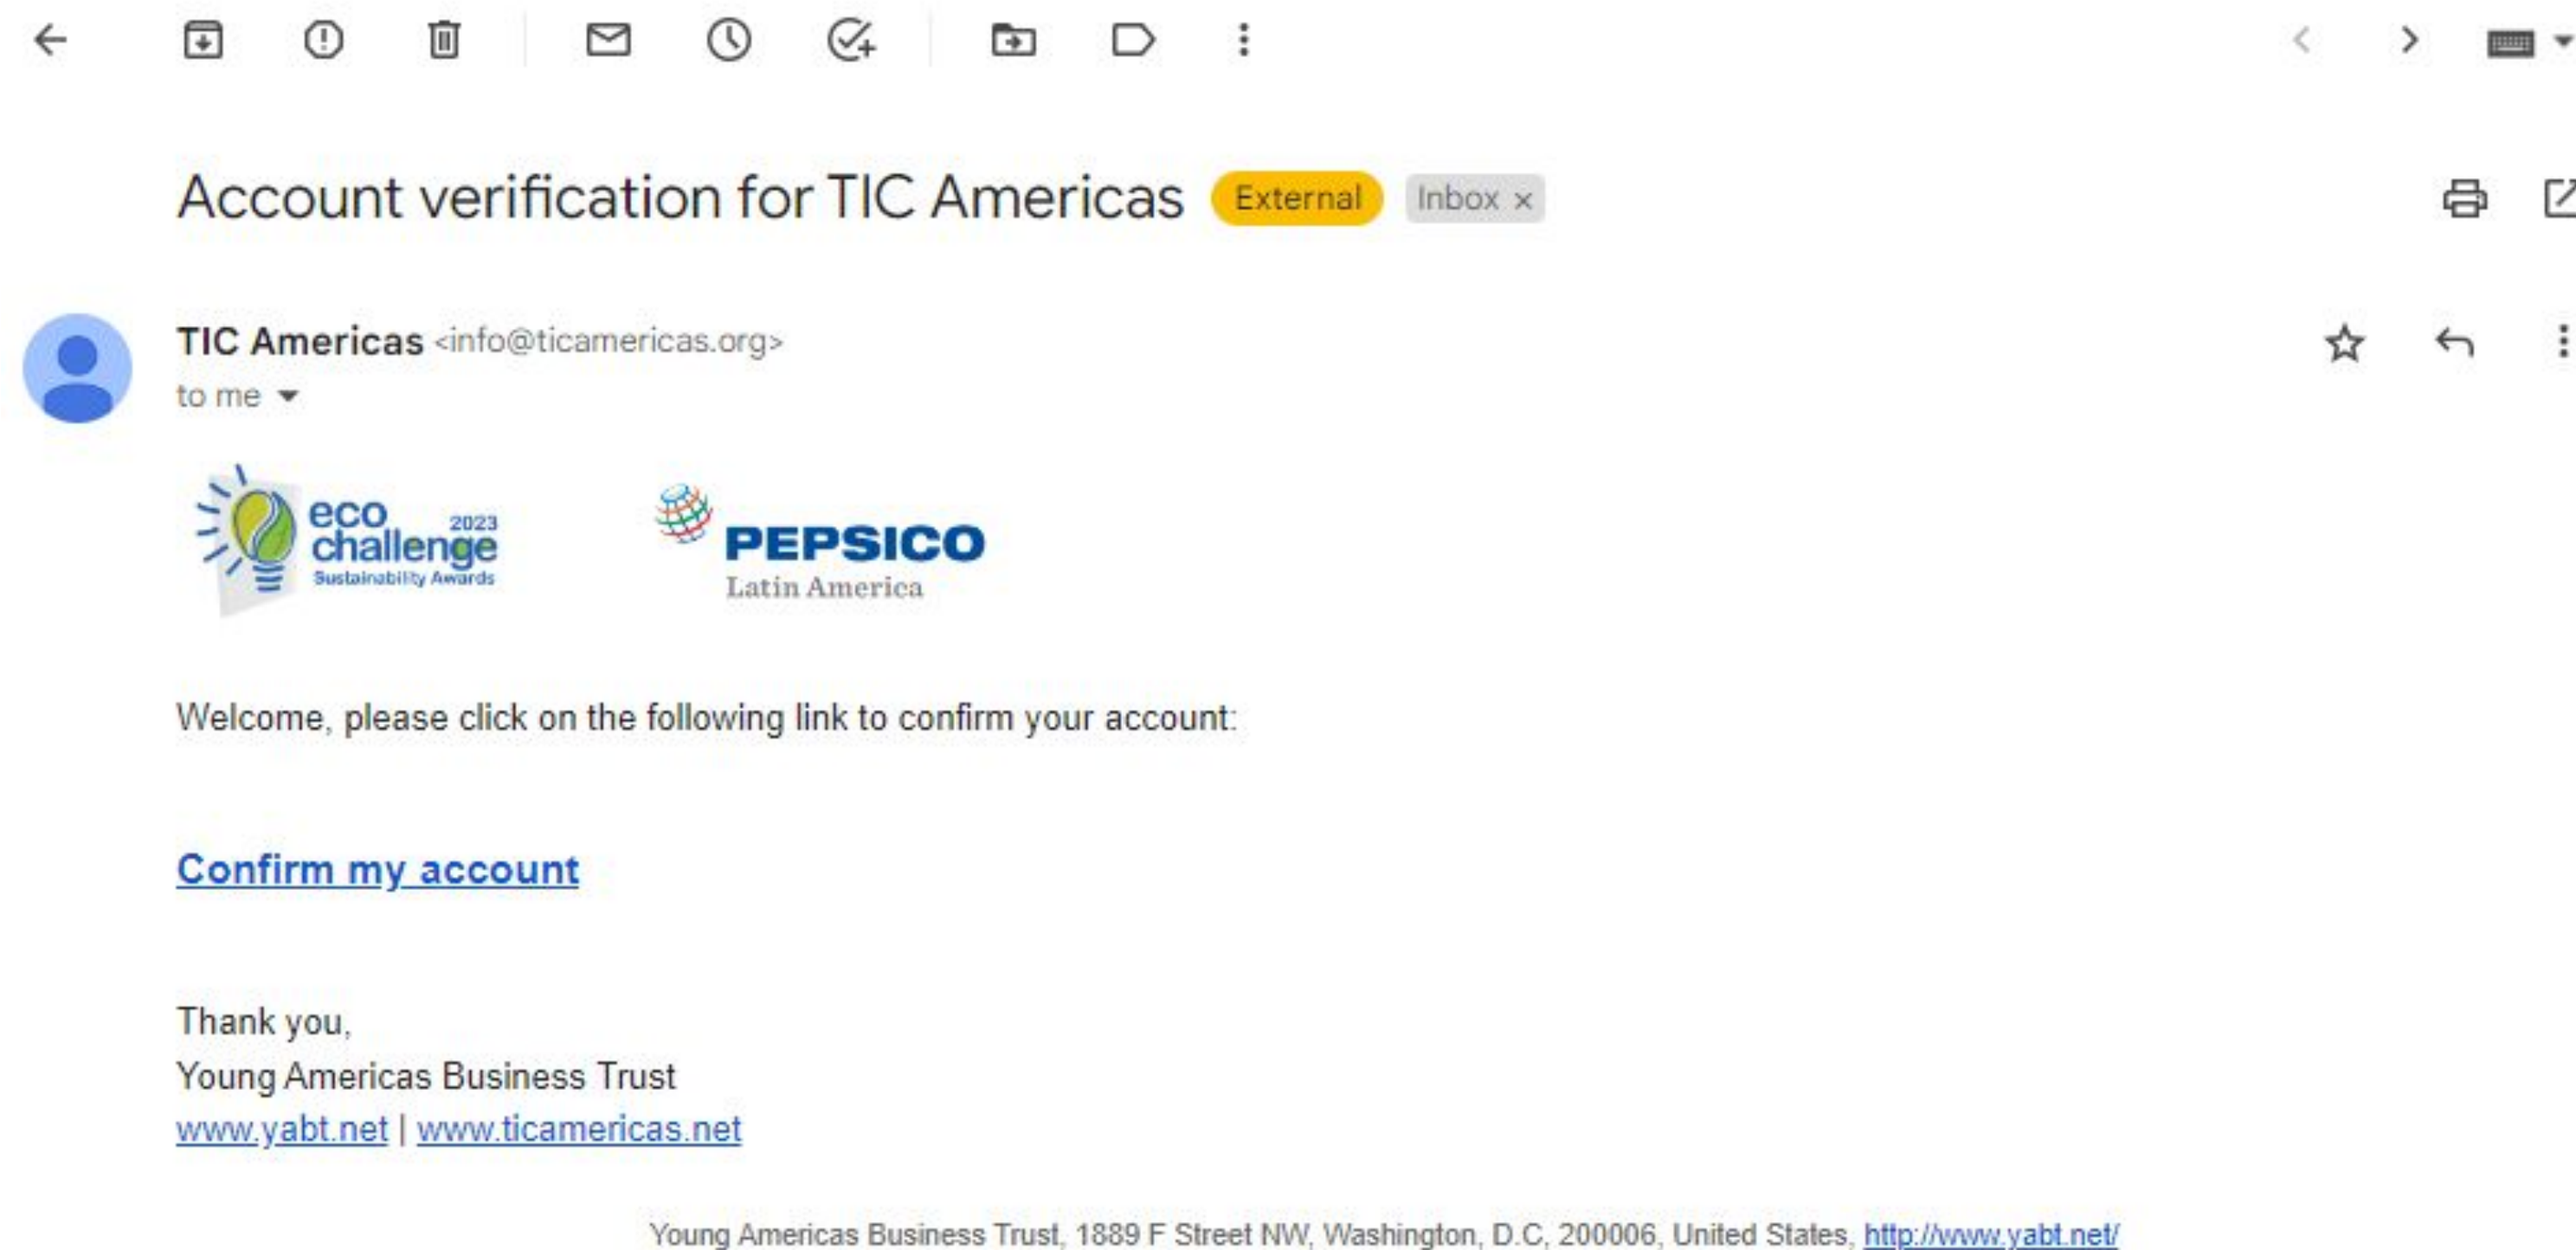 Account verification for TIC Americas External Inbox ×
TIC Americas <info@ticamericas.org>
to me
eco
challenge 2023
Sustainability Awards
PEPSICO
Latin America
Welcome, please click on the following link to confirm your account:
Confirm my account
Thank you,
Young Americas Business Trust
www.yabt.net | www.ticamericas.net
Young Americas Business Trust, 1889 F Street NW, Washington, D.C, 200006, United States, http://www.yabt.net/